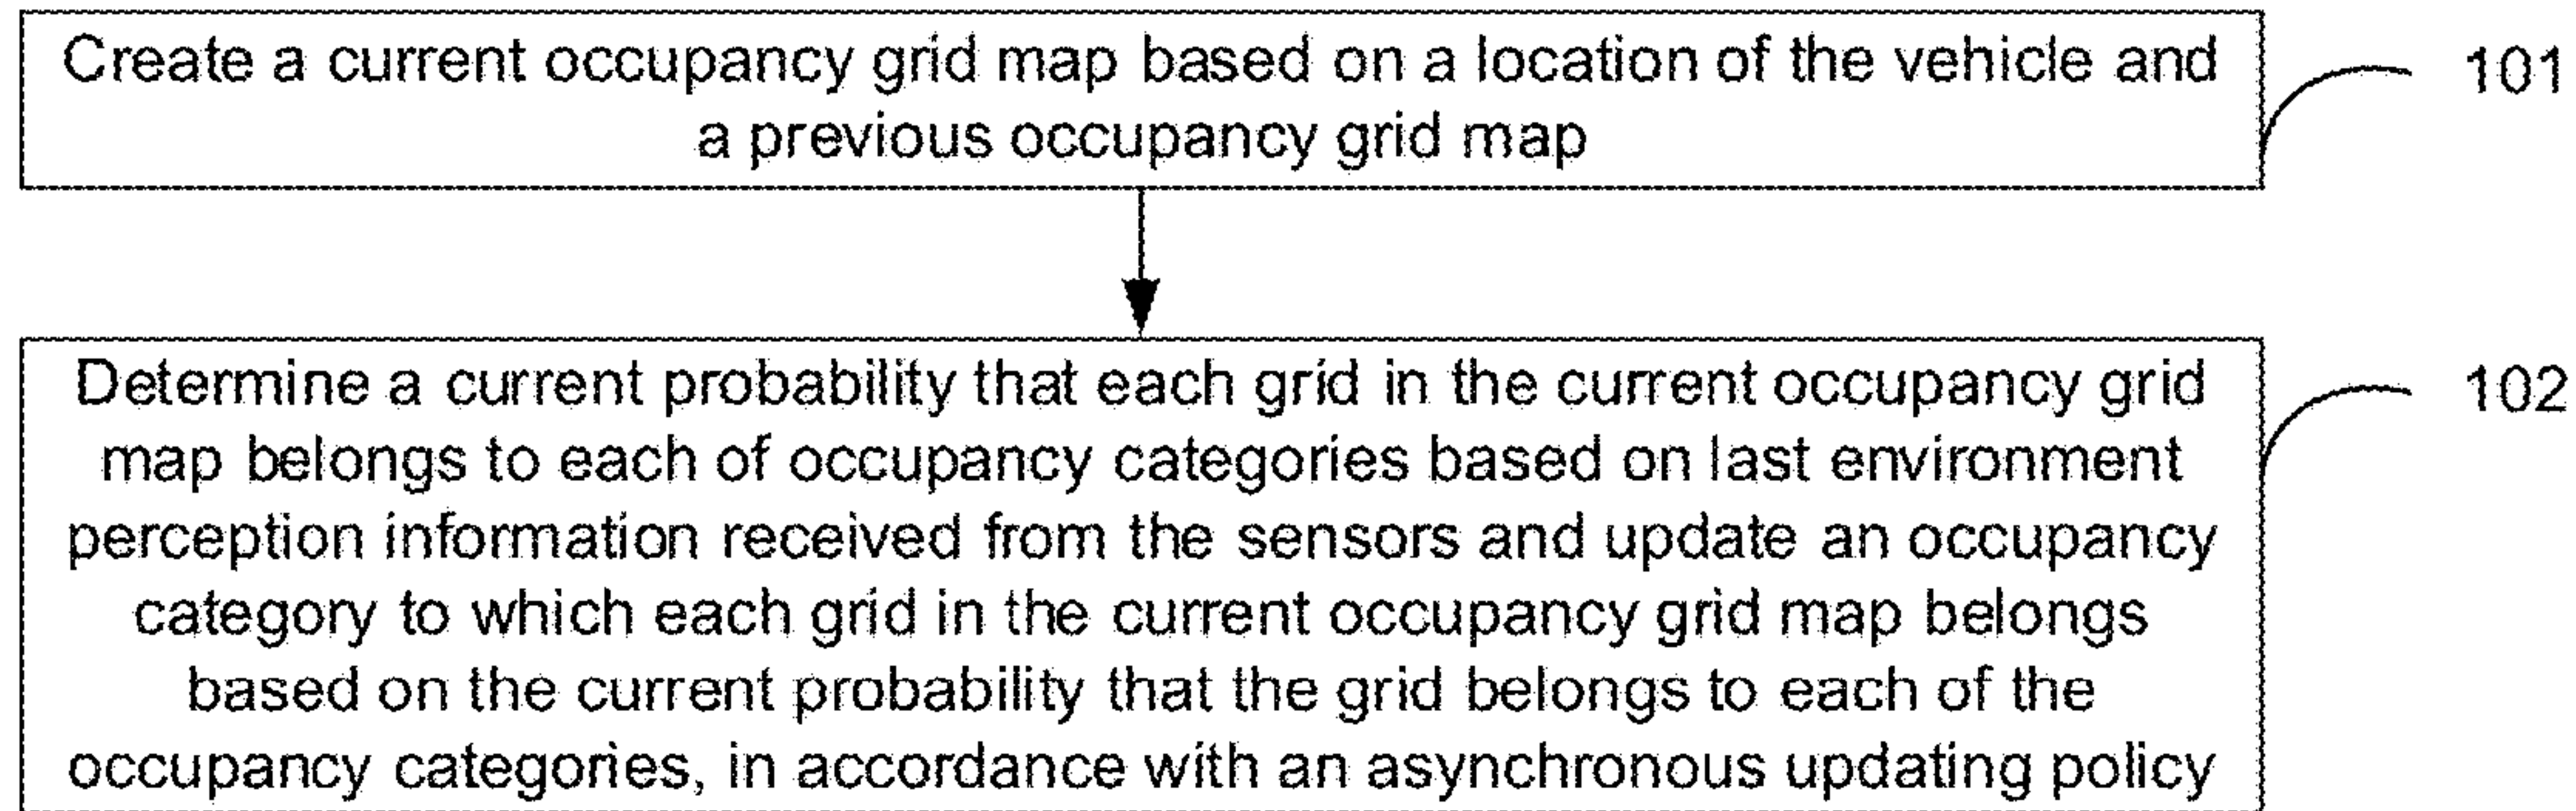 Create a current occupancy grid map based on a location of the vehicle and
a previous occupancy grid map
101
Determine a current probability that each grid in the current occupancy grid
map belongs to each of occupancy categories based on last environment
perception information received from the sensors and update an occupancy
category to which each grid in the current occupancy grid map belongs
based on the current probability that the grid belongs to each of the
occupancy categories, in accordance with an asynchronous updating policy
102